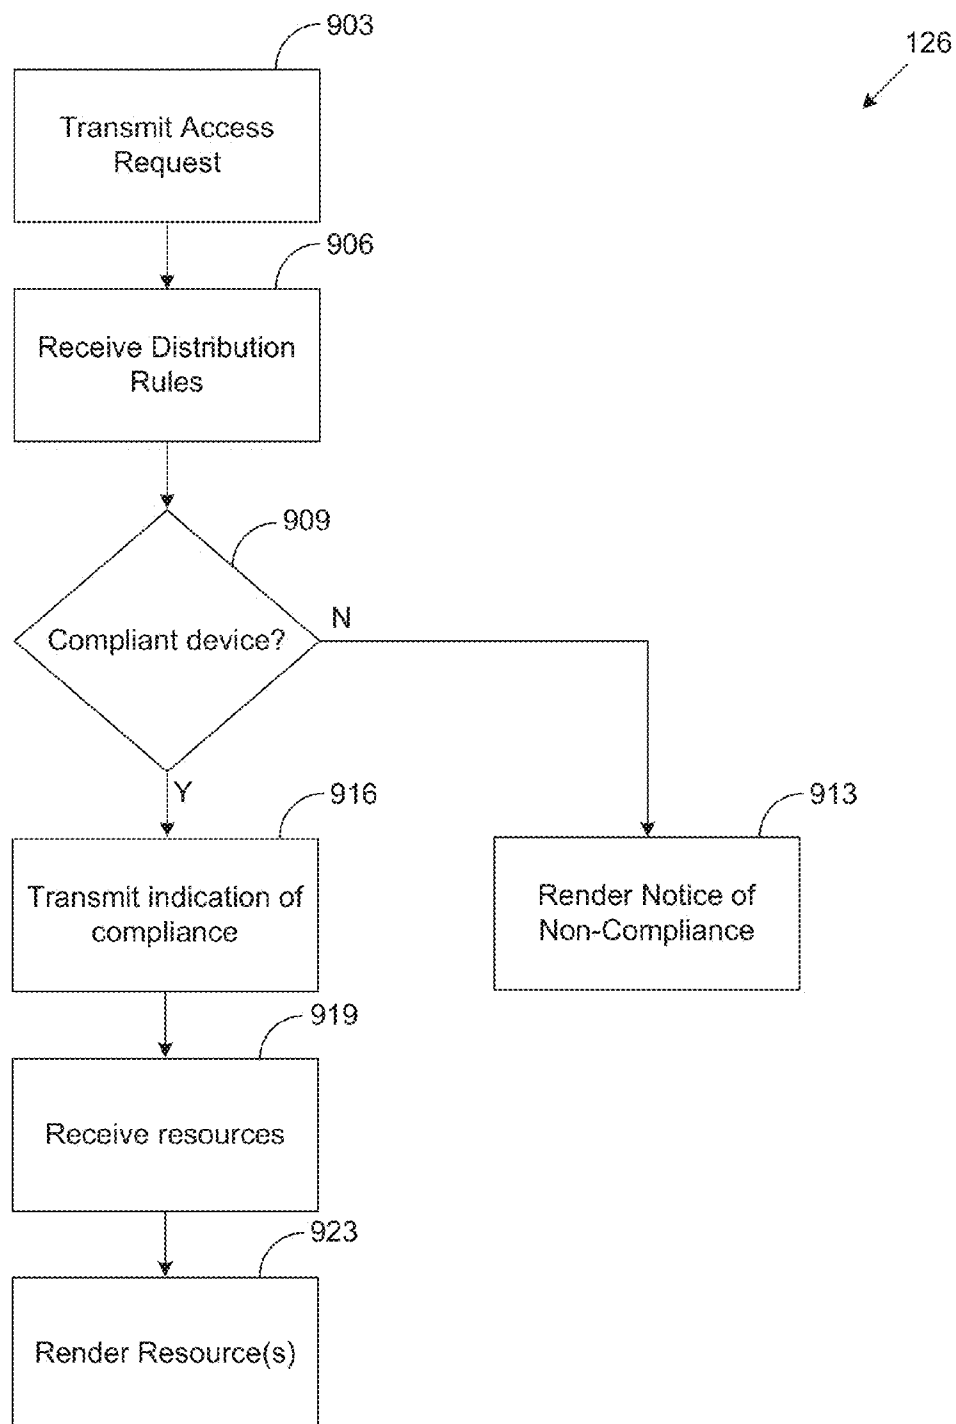 903
126
Transmit Access
Request
906
Receive Distribution
Rules
909
Compliant device?
N
Y
916
913
Transmit indication of
compliance
Render Notice of
Non-Compliance
919
Receive resources
923
Render Resource(s)